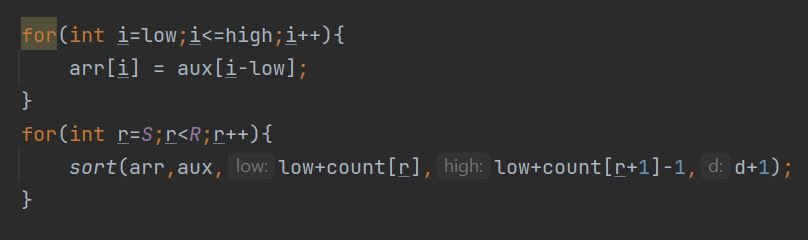 for(int i=low;i<=high;i++){
    arr[i] = aux[i-low];
}
for(int r=S;r<R;r++){
    sort(arr,aux, low: low+count[r], high: low+count[r+1]-1, d: d+1);
}